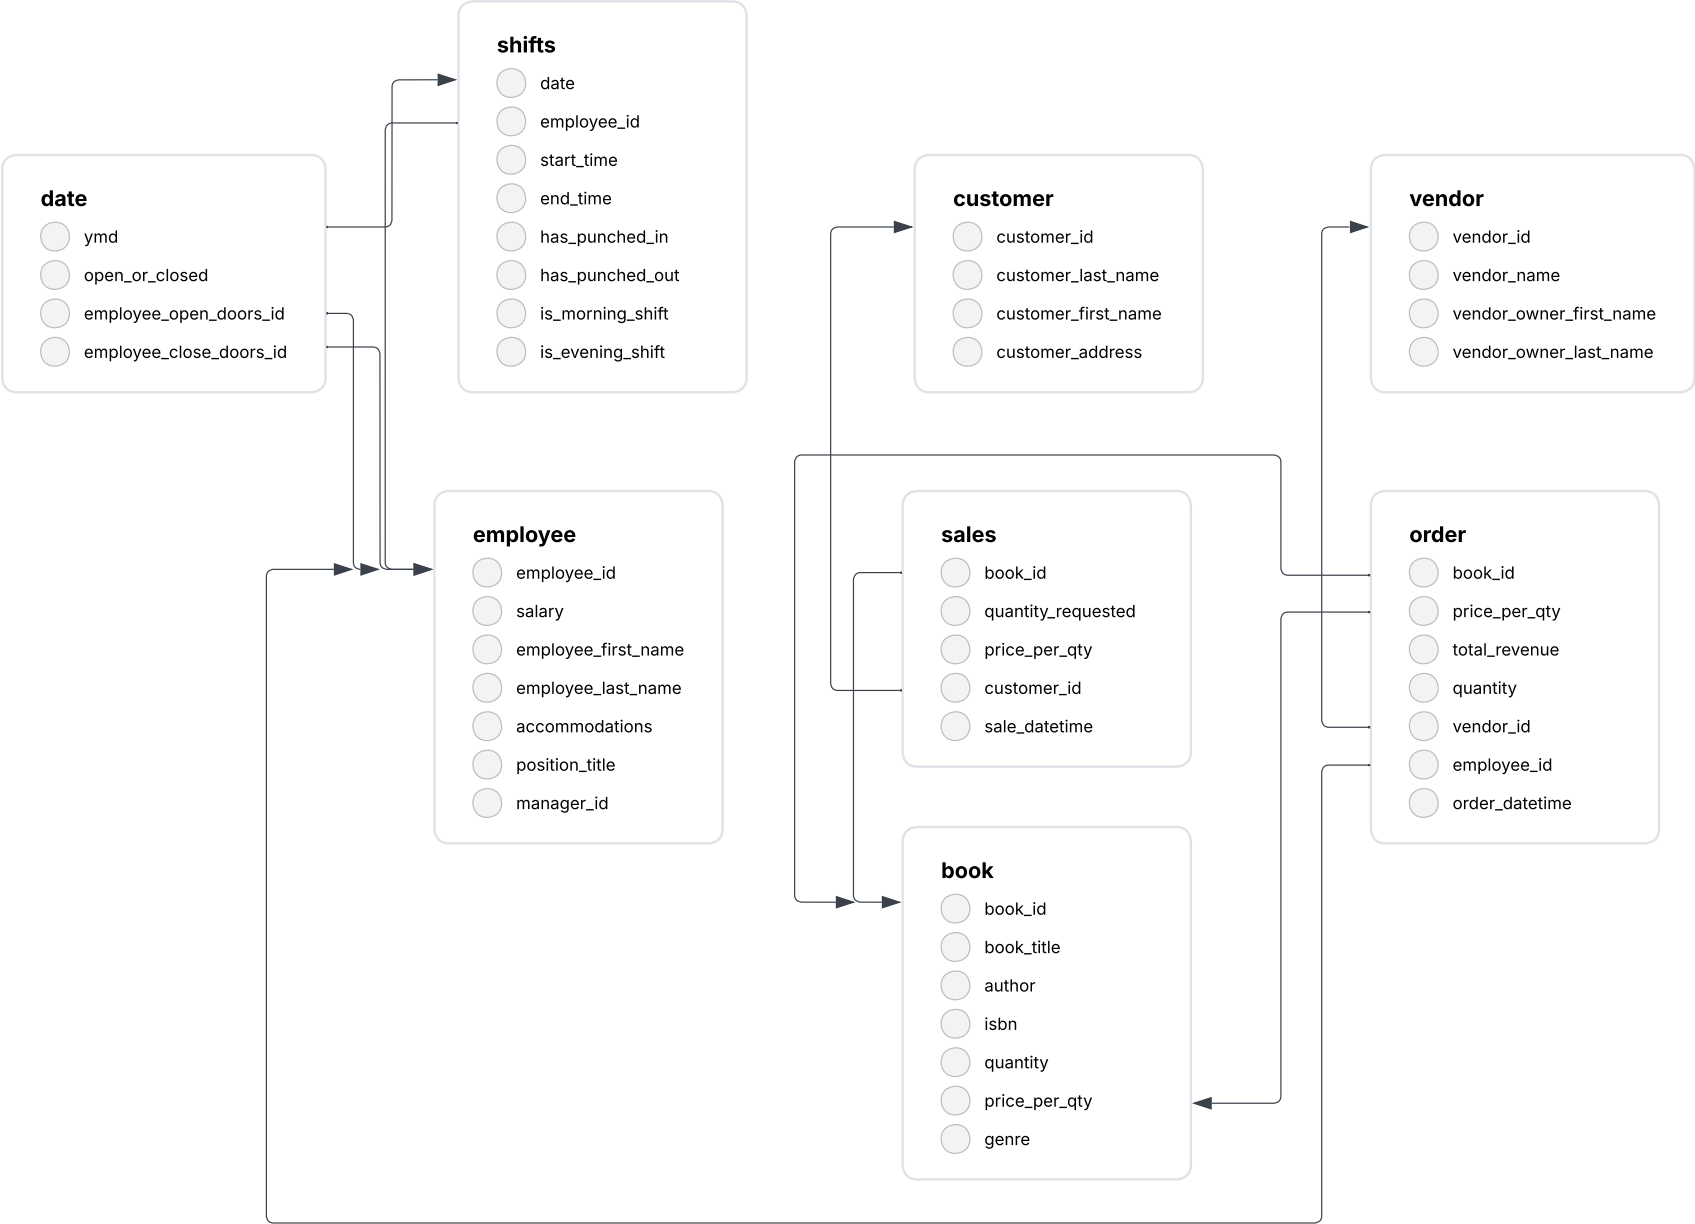 shifts
date
employee_id
start_time
end_time
has_punched_in
has_punched_out
is_morning_shift
is_evening_shift
date
ymd
open_or_closed
employee_open_doors_id
employee_close_doors_id
customer
customer_id
customer_last_name
customer_first_name
customer_address
vendor
vendor_id
vendor_name
vendor_owner_first_name
vendor_owner_last_name
employee
employee_id
salary
employee_first_name
employee_last_name
accommodations
position_title
manager_id
sales
book_id
quantity_requested
price_per_qty
customer_id
sale_datetime
order
book_id
price_per_qty
total_revenue
quantity
vendor_id
employee_id
order_datetime
book
book_id
book_title
author
isbn
quantity
price_per_qty
genre